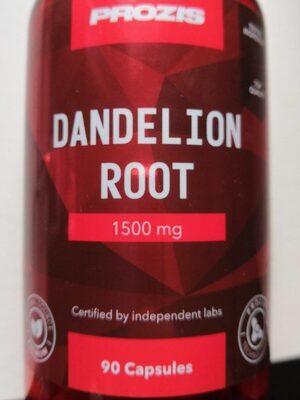 PROZIS
DANDELION
ROOT
1500 mg
Certified by independent labs
90 Capsules